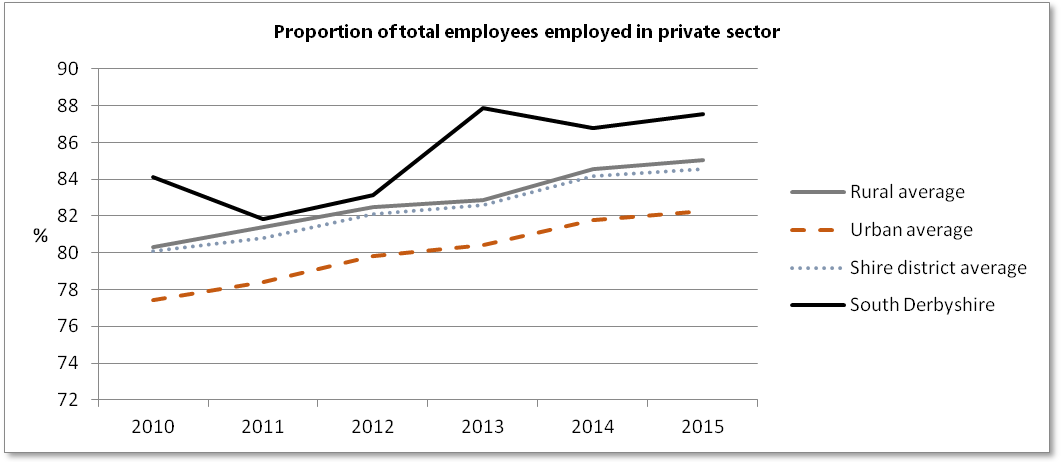 Proportion of total employees employed in private sector
90
88
86
84
82
80
78
76
74
72
%
2010 2011 2012 2013 2014 2015
Rural average
Urban average
Shire district average
South Derbyshire